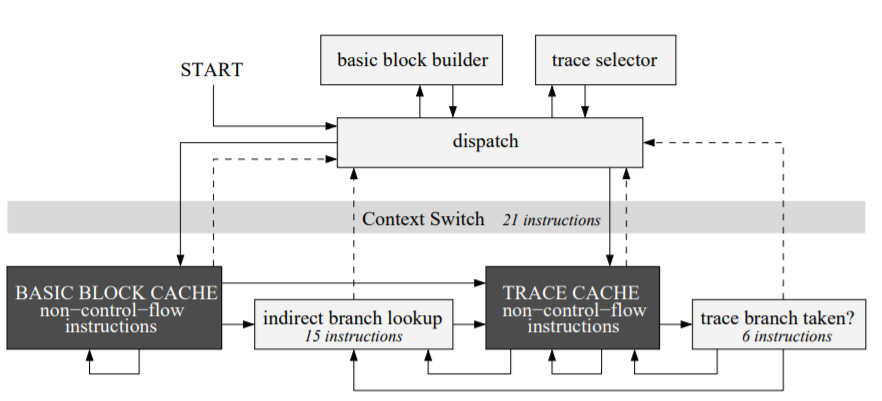 basic block builder
trace selector
START
dispatch
Context Switch 21 instructions
BASIC BLOCK CACHE
non−control−flow
instructions
indirect branch lookup
15 instructions
TRACE CACHE
non−control−flow
instructions
trace branch taken?
6 instructions